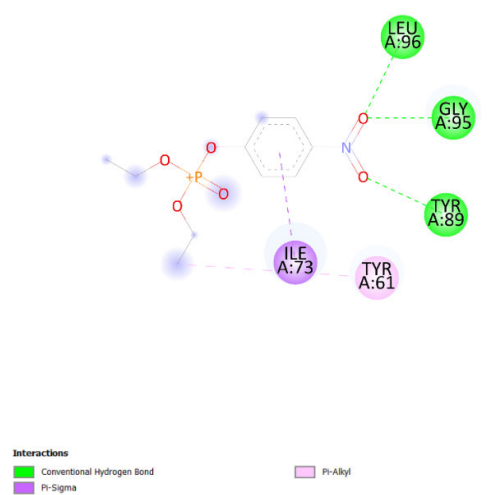 LEU
A:96
GLY
A:95
O
N
O
O
O
+P
O
O
TYR
A:89
ILE
A:73
TYR
A:61
Interactions
Conventional Hydrogen Bond
Pi-Sigma
Pi-Alkyl